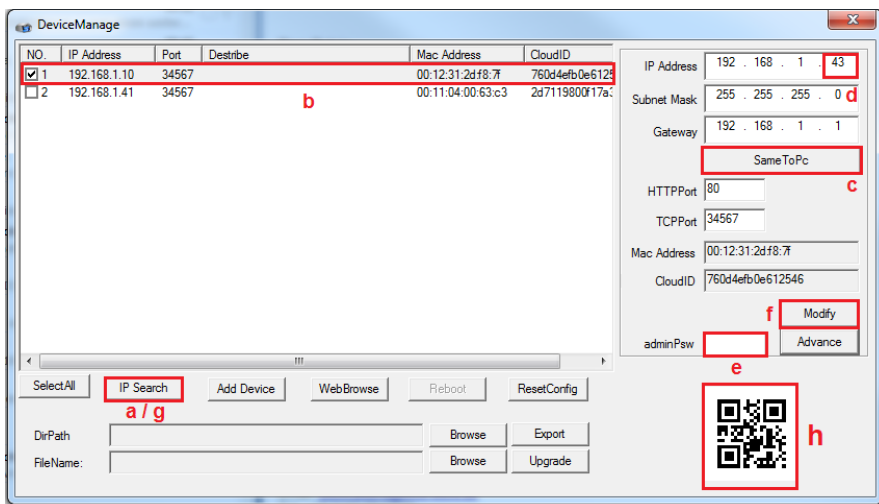 DeviceManage
NO. IP Address Port Destribe Mac Address CloudID
1 192.168.1.10 34567 00:12:31:2d:f8:7f 760d4efb0e6125
2 192.168.1.41 34567 00:11:04:00:63:c3 2d7119800f17a3
b
IP Address 192 . 168 . 1 . 43
Subnet Mask 255 . 255 . 255 . 0 d
Gateway 192 . 168 . 1 . 1
SameToPc
c
HTTPPort 80
TCPPort 34567
Mac Address 00:12:31:2d:f8:7f
CloudID 760d4efb0e612546
f Modify
adminPsw Advance
e
SelectAll IP Search Add Device WebBrowse Reboot ResetConfig
a / g
DirPath Browse Export
FileName: Browse Upgrade
h